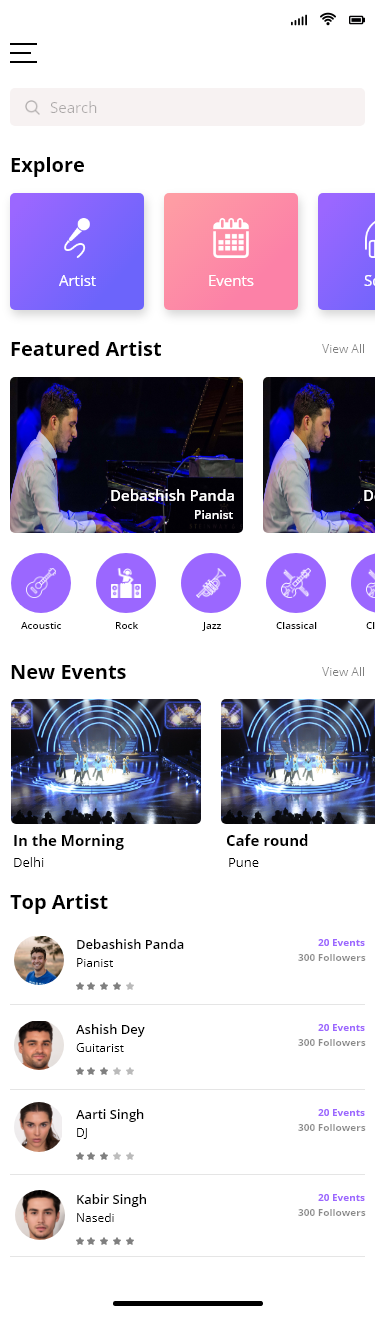 Search
Explore
Artist
Events
Featured Artist
View All
Debashish Panda
Pianist
Acoustic
Rock
Jazz
Classical
New Events
View All
In the Morning
Cafe round
Delhi
Pune
Top Artist
Debashish Panda
20 Events
Pianist
300 Followers
Ashish Dey
20 Events
Guitarist
300 Followers
Aarti Singh
20 Events
DJ
300 Followers
Kabir Singh
20 Events
Nasedi
300 Followers